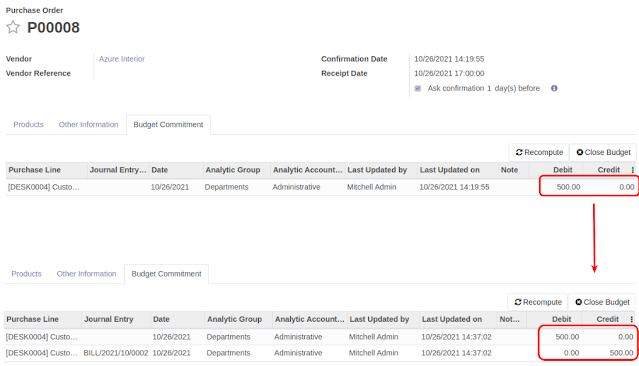 Purchase Order
P00008
Vendor Azure Interior Confirmation Date 10/26/2021 14:19:55
Vendor Reference Receipt Date 10/26/2021 17:00:00
Ask confirmation 1 day(s) before
Products Other Information Budget Commitment
Recompute Close Budget
Purchase Line Journal Entry... Date Analytic Group Analytic Account... Last Updated by Last Updated on Note Debit Credit
[DESK0004] Custo... 10/26/2021 Departments Administrative Mitchell Admin 10/26/2021 14:19:55 500.00 0.00
Products Other Information Budget Commitment
Recompute Close Budget
Purchase Line Journal Entry Date Analytic Group Analytic Account... Last Updated by Last Updated on Not... Debit Credit
[DESK0004] Custo... 10/26/2021 Departments Administrative Mitchell Admin 10/26/2021 14:37:02 500.00 0.00
[DESK0004] Custo... BILL/2021/10/0002 10/26/2021 Departments Administrative Mitchell Admin 10/26/2021 14:37:02 0.00 500.00